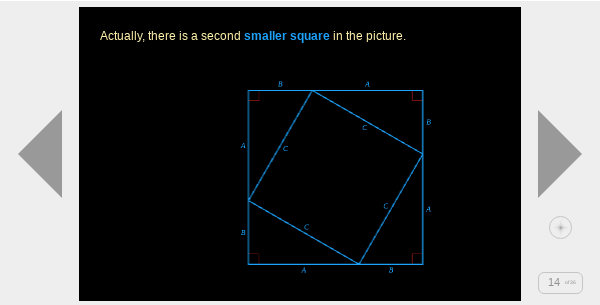 Actually, there is a second smaller square in the picture.
B A
A C C B
B C C A
A B
14 of 36